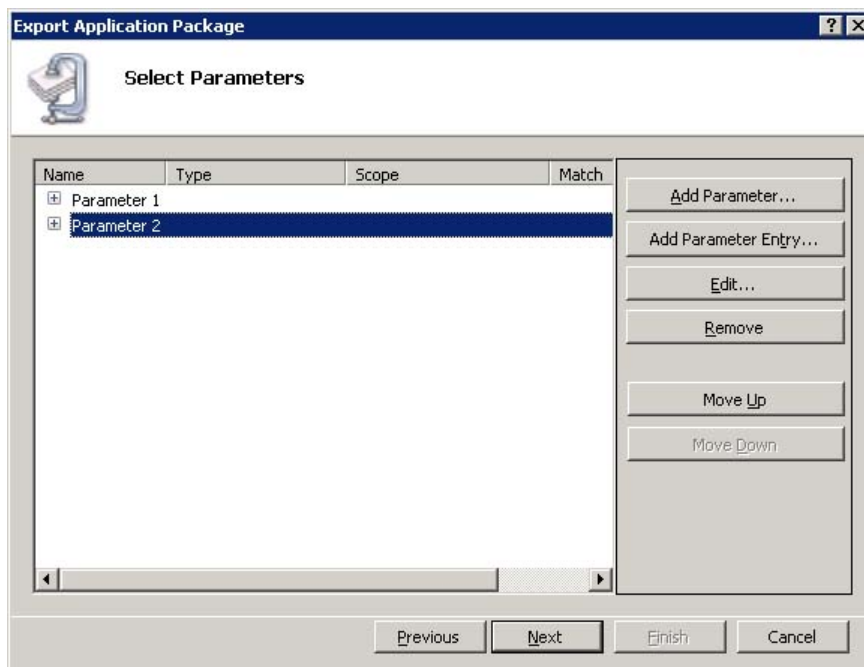 Export Application Package
Select Parameters
Name Type Scope Match
Parameter 1
Parameter 2
Add Parameter...
Add Parameter Entry...
Edit...
Remove
Move Up
Move Down
Previous Next Finish Cancel